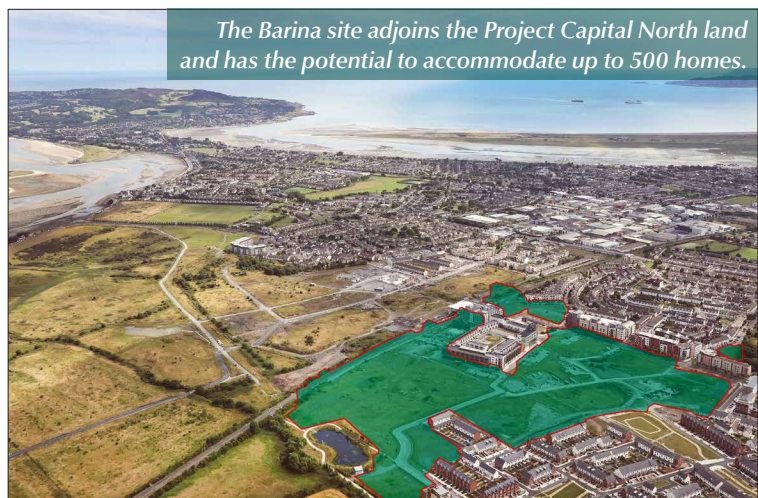 The Barina site adjoins the Project Capital North land
and has the potential to accommodate up to 500 homes.